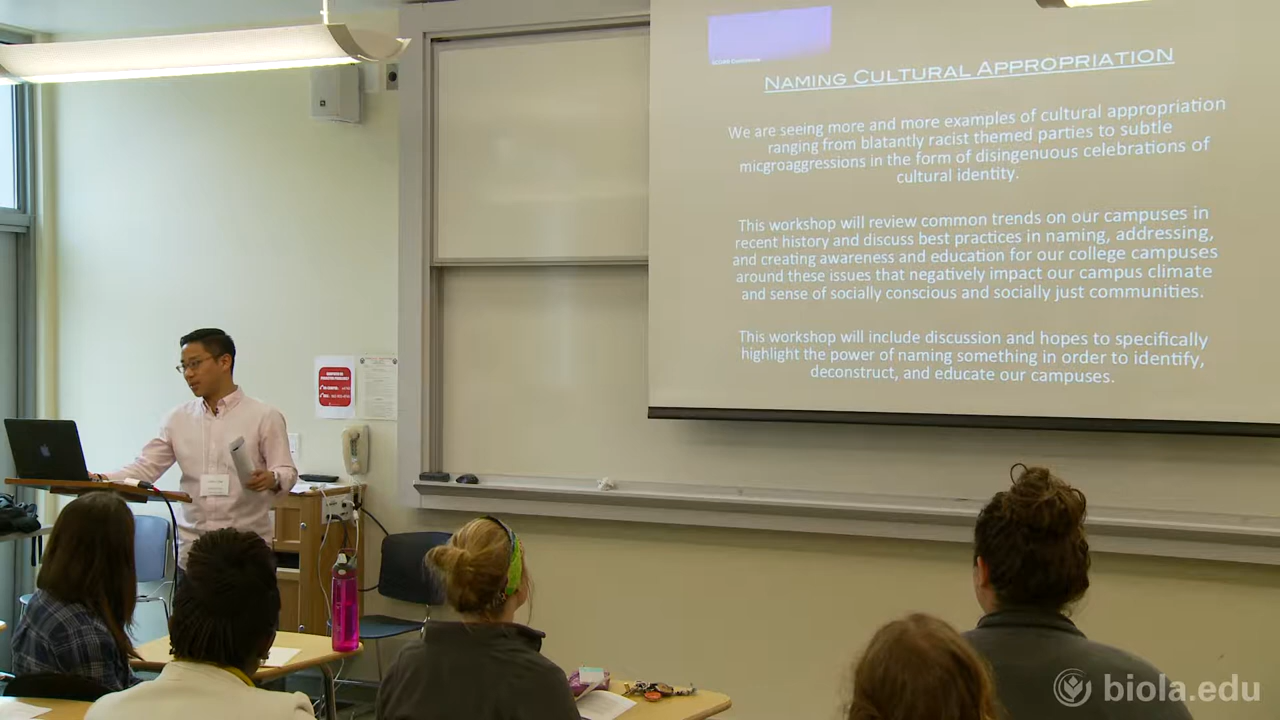 NAMING CULTURAL APPROPRIATION
We are seeing more and more examples of cultural appropriation
ranging from blatantly racist themed parties to subtle
micgroaggressions in the form of disingenuous celebrations of
cultural identity.
This workshop will review common trends on our campuses in
recent history and discuss best practices in naming, addressing,
and creating awareness and education for our college campuses
around these issues that negatively impact our campus climate
and sense of socially conscious and socially just communities.
This workshop will include discussion and hopes to specifically
highlight the power of naming something in order to identify,
deconstruct, and educate our campuses.
biola.edu